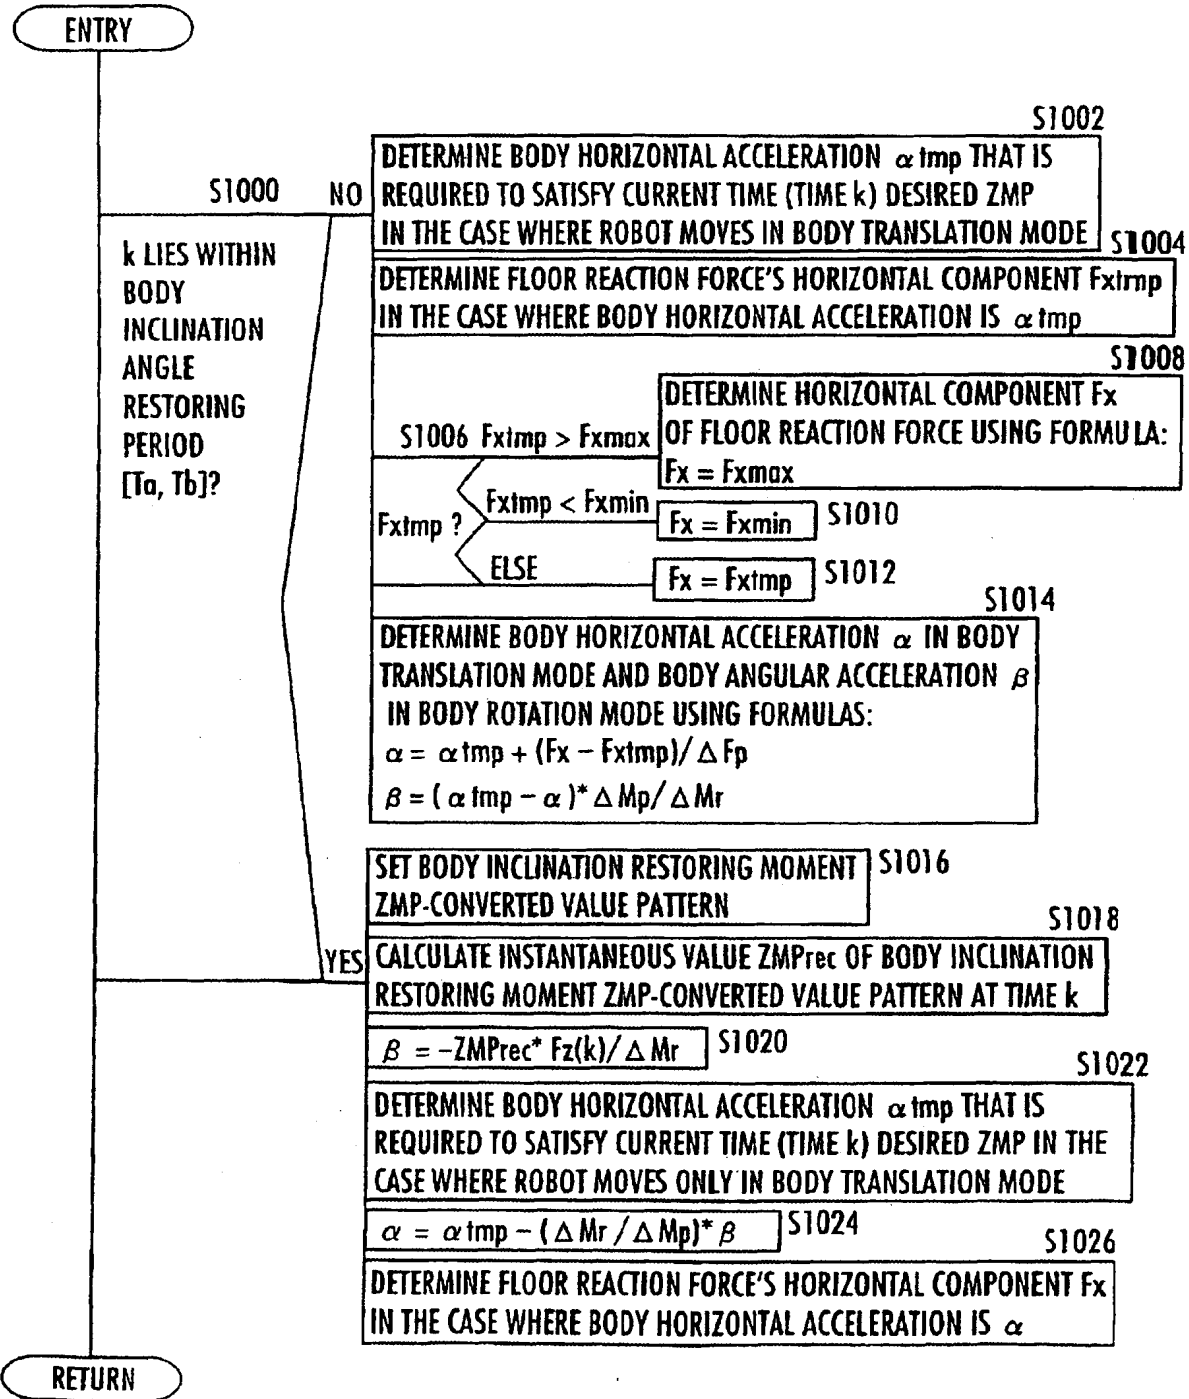 ENTRY
S1000
NO
k LIES WITHIN
BODY
INCLINATION
ANGLE
RESTORING
PERIOD
[Ta, Tb]?
S1002
DETERMINE BODY HORIZONTAL ACCELERATION α tmp THAT IS
REQUIRED TO SATISFY CURRENT TIME (TIME k) DESIRED ZMP
IN THE CASE WHERE ROBOT MOVES IN BODY TRANSLATION MODE
S1004
DETERMINE FLOOR REACTION FORCE'S HORIZONTAL COMPONENT Fxtmp
IN THE CASE WHERE BODY HORIZONTAL ACCELERATION IS α tmp
S1008
S1006 Fxtmp > Fxmax
DETERMINE HORIZONTAL COMPONENT Fx
OF FLOOR REACTION FORCE USING FORMULA:
Fx = Fxmax
Fxtmp ?
Fxtmp < Fxmin
Fx = Fxmin
S1010
ELSE
Fx = Fxtmp
S1012
S1014
DETERMINE BODY HORIZONTAL ACCELERATION α IN BODY
TRANSLATION MODE AND BODY ANGULAR ACCELERATION β
IN BODY ROTATION MODE USING FORMULAS:
α = α tmp + (Fx − Fxtmp)/ Δ Fp
β = ( α tmp − α )* Δ Mp/ Δ Mr
YES
SET BODY INCLINATION RESTORING MOMENT
ZMP-CONVERTED VALUE PATTERN
S1016
S1018
CALCULATE INSTANTANEOUS VALUE ZMPrec OF BODY INCLINATION
RESTORING MOMENT ZMP-CONVERTED VALUE PATTERN AT TIME k
β = −ZMPrec* Fz(k)/ Δ Mr
S1020
S1022
DETERMINE BODY HORIZONTAL ACCELERATION α tmp THAT IS
REQUIRED TO SATISFY CURRENT TIME (TIME k) DESIRED ZMP IN THE
CASE WHERE ROBOT MOVES ONLY IN BODY TRANSLATION MODE
α = α tmp − ( Δ Mr / Δ Mp)* β
S1024
S1026
DETERMINE FLOOR REACTION FORCE'S HORIZONTAL COMPONENT Fx
IN THE CASE WHERE BODY HORIZONTAL ACCELERATION IS α
RETURN